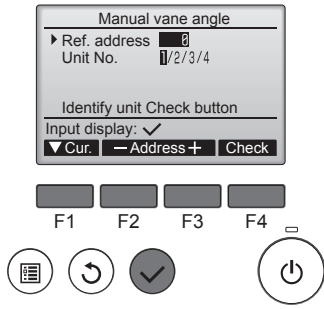 Manual vane angle
Ref. address 0
Unit No. 1/2/3/4
Identify unit Check button
Input display: ✓
▼Cur. −Address+ Check
F1 F2 F3 F4